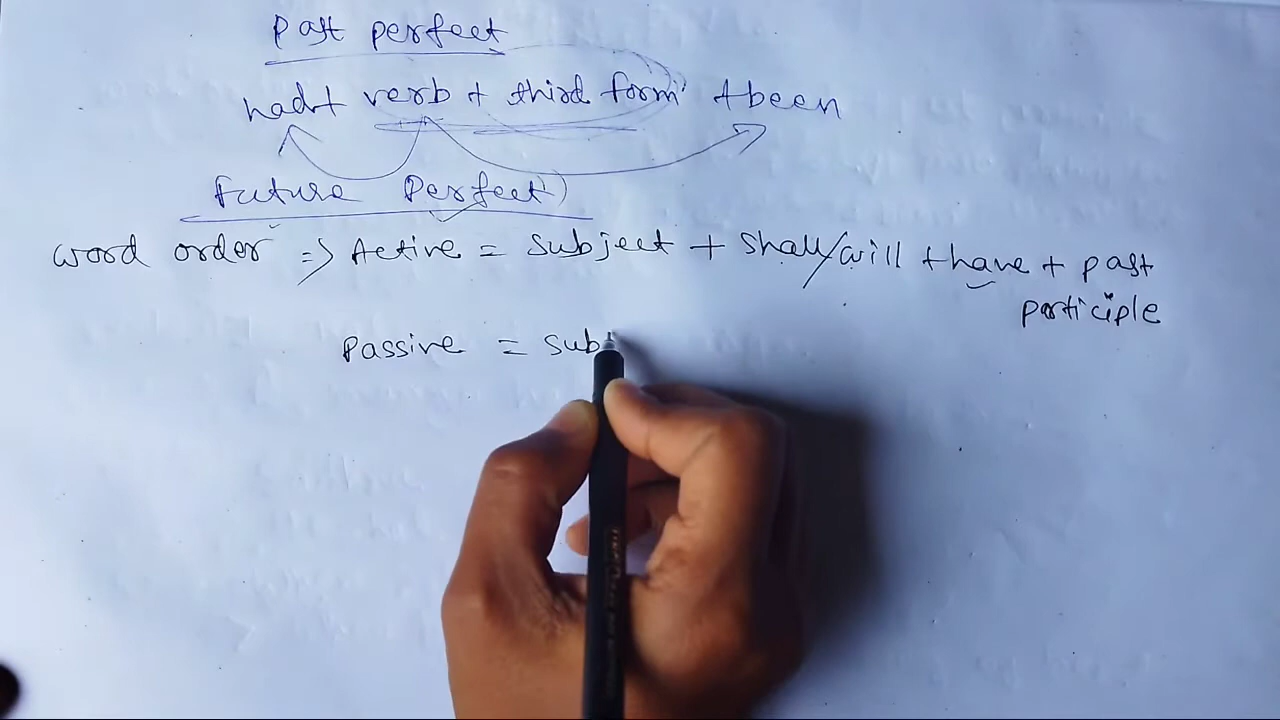 Past perfect
had+ verb + third form +been
Future Perfect)
word order => Active = Subject + Shall/will + have + past
participle
Passive = sub